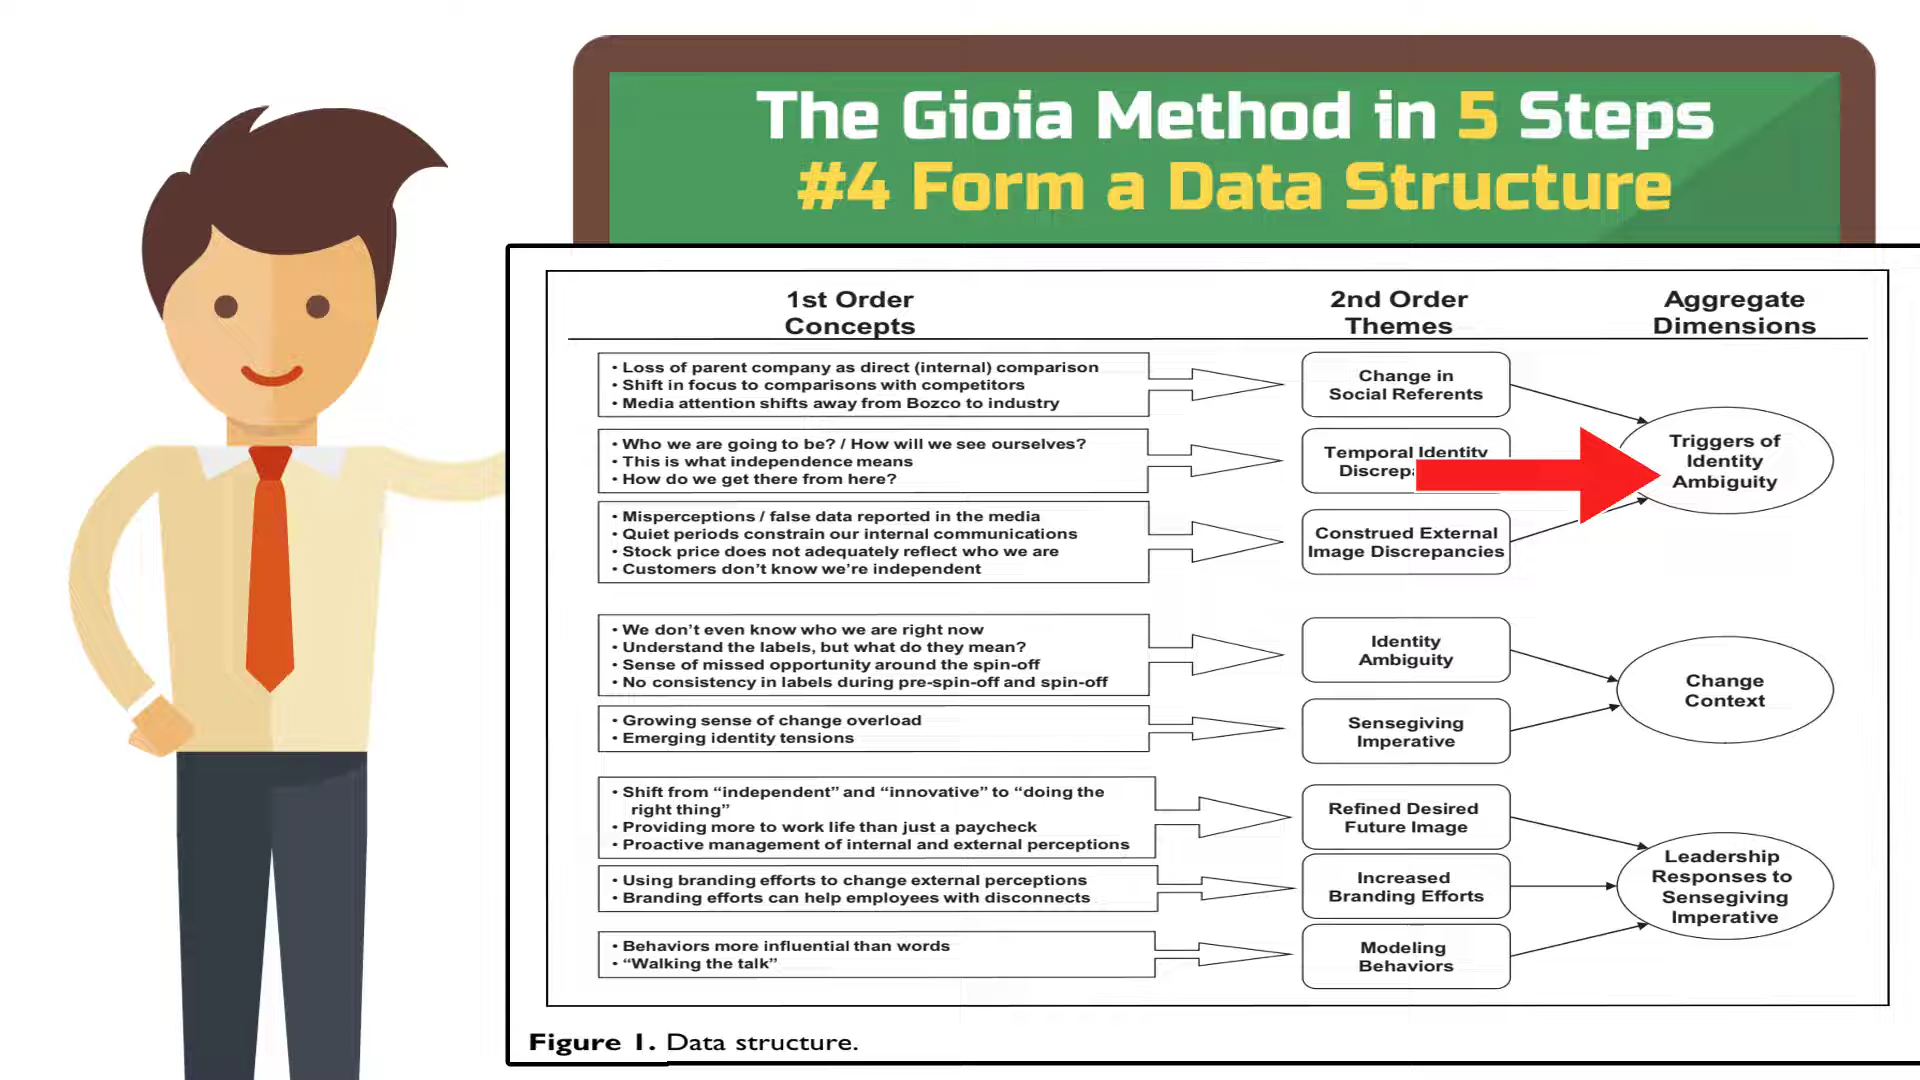 The Gioia Method in 5 Steps
#4 Form a Data Structure
1st Order
Concepts
2nd Order
Themes
Aggregate
Dimensions
• Loss of parent company as direct (internal) comparison
• Shift in focus to comparisons with competitors
• Media attention shifts away from Bozco to industry
Change in
Social Referents
• Who we are going to be? / How will we see ourselves?
• This is what independence means
• How do we get there from here?
Temporal Identity
• Misperceptions / false data reported in the media
• Quiet periods constrain our internal communications
• Stock price does not adequately reflect who we are
• Customers don’t know we’re independent
Construed External
Image Discrepancies
Triggers of
Identity
Ambiguity
• We don’t even know who we are right now
• Understand the labels, but what do they mean?
• Sense of missed opportunity around the spin-off
• No consistency in labels during pre-spin-off and spin-off
Identity
Ambiguity
• Growing sense of change overload
• Emerging identity tensions
Sensegiving
Imperative
Change
Context
• Shift from “independent” and “innovative” to “doing the
right thing”
• Providing more to work life than just a paycheck
• Proactive management of internal and external perceptions
Refined Desired
Future Image
• Using branding efforts to change external perceptions
• Branding efforts can help employees with disconnects
Increased
Branding Efforts
• Behaviors more influential than words
• “Walking the talk”
Modeling
Behaviors
Leadership
Responses to
Sensegiving
Imperative
Figure 1. Data structure.